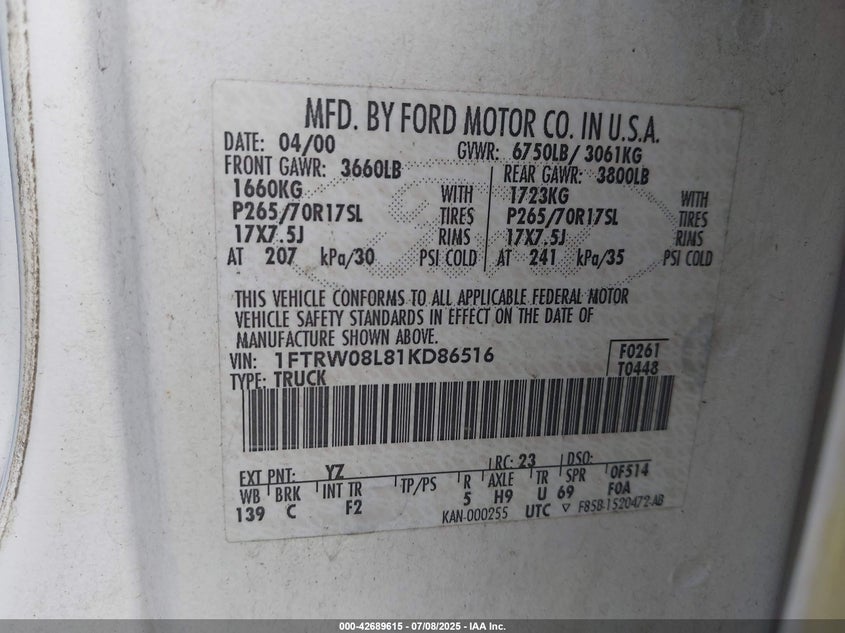 MFD. BY FORD MOTOR CO. IN U.S.A.
DATE: 04/00 GVWR: 6750LB/ 3061KG
FRONT GAWR: 3660LB REAR GAWR: 3800LB
1660KG WITH 1723KG WITH
P265/70R17SL TIRES P265/70R17SL TIRES
17X7.5J RIMS 17X7.5J RIMS
AT 207 kPa/30 PSI COLD AT 241 kPa/35 PSI COLD
THIS VEHICLE CONFORMS TO ALL APPLICABLE FEDERAL MOTOR
VEHICLE SAFETY STANDARDS IN EFFECT ON THE DATE OF
MANUFACTURE SHOWN ABOVE.
VIN: 1FTRW08L81KD86516 F0261
TYPE: TRUCK T0448
EXT PNT: YZ RC: 23 DSO:
WB BRK INT TR TP/PS R AXLE TR SPR OF514
139 C F2 5 H9 U 69 FOA
KAN-000255 UTC ▽ F85B-1520472-AB
000-42689615 - 07/08/2025 - IAA Inc.